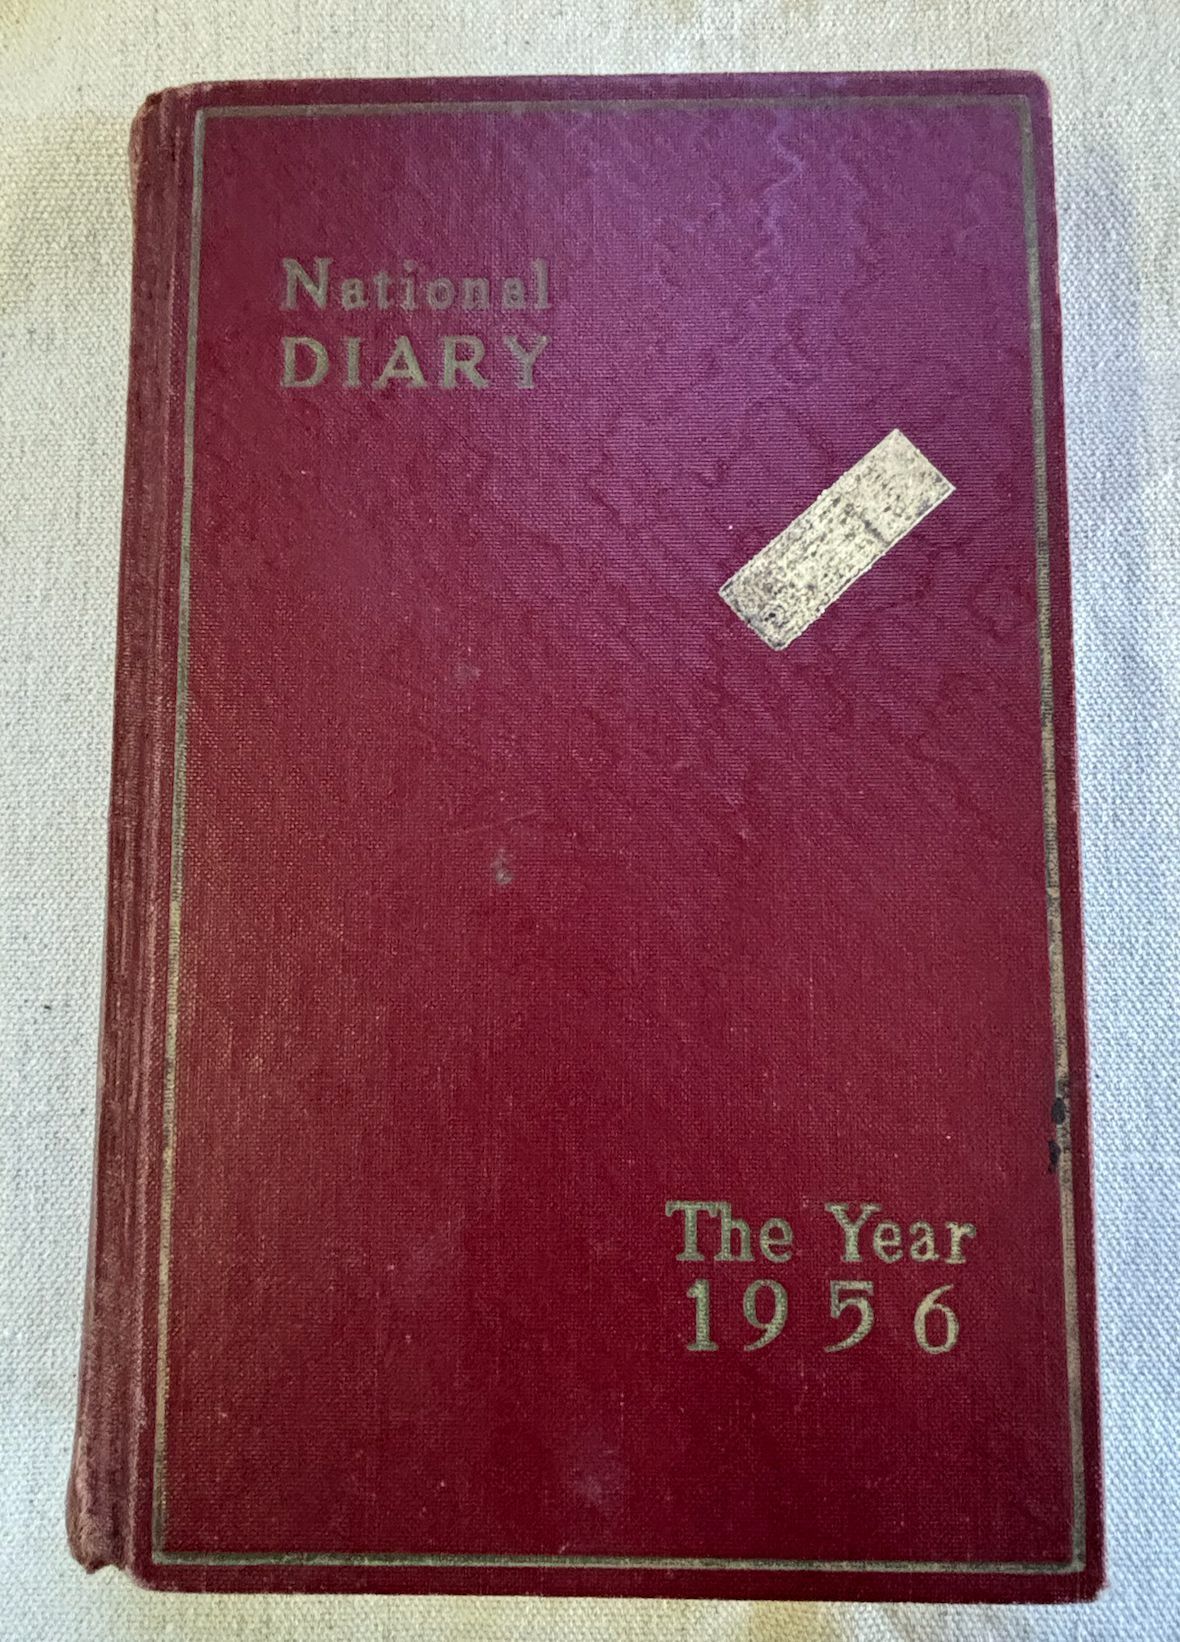 National
DIARY
The Year
1956